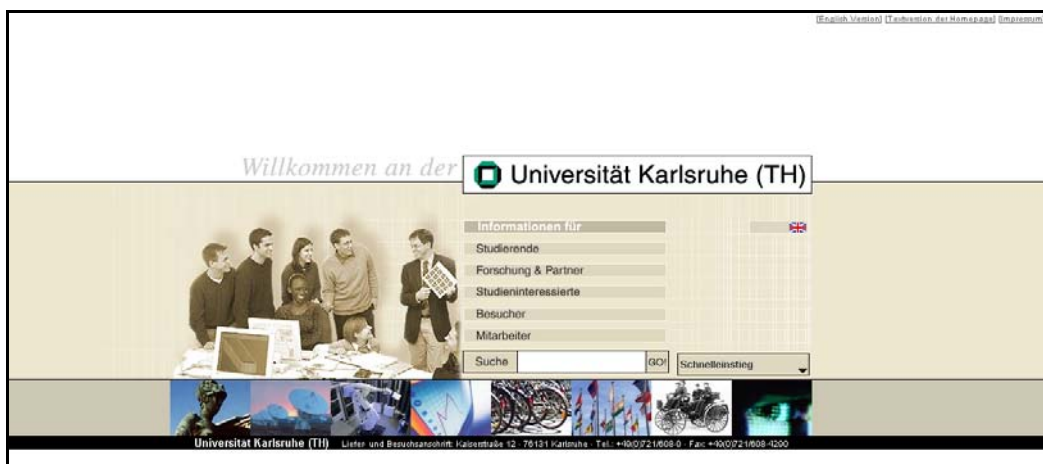 [English Version] [Textversion der Homepage] [Impressum]
Willkommen an der
Universität Karlsruhe (TH)
Informationen für
Studierende
Forschung & Partner
Studieninteressierte
Besucher
Mitarbeiter
Suche GO! Schnelleinstieg
Universitat Karlsruhe (TH) Liefer und Besuchsanschrift: Kaiserstraße 12 · 76131 Karlsruhe · Tel.: +49(0)721/608-0 · Fax: +49(0)721/608-4290